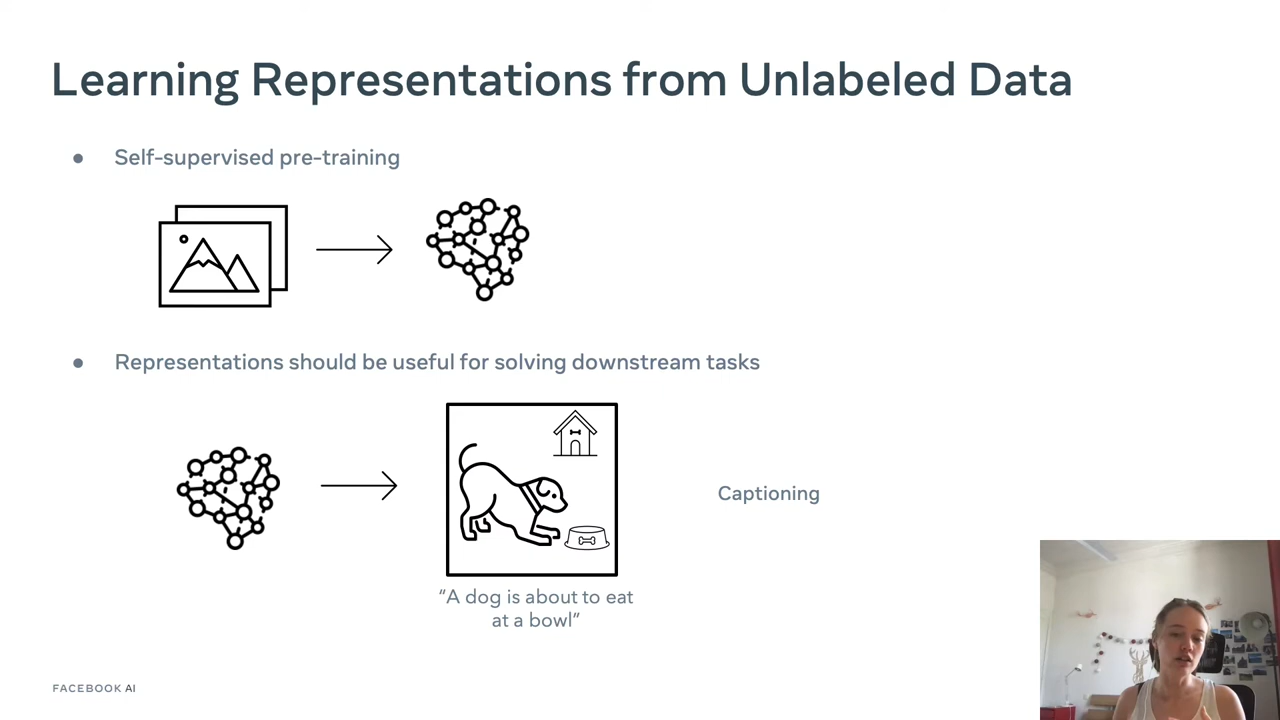 Learning Representations from Unlabeled Data
● Self-supervised pre-training
● Representations should be useful for solving downstream tasks
Captioning
“A dog is about to eat
at a bowl”
FACEBOOK AI